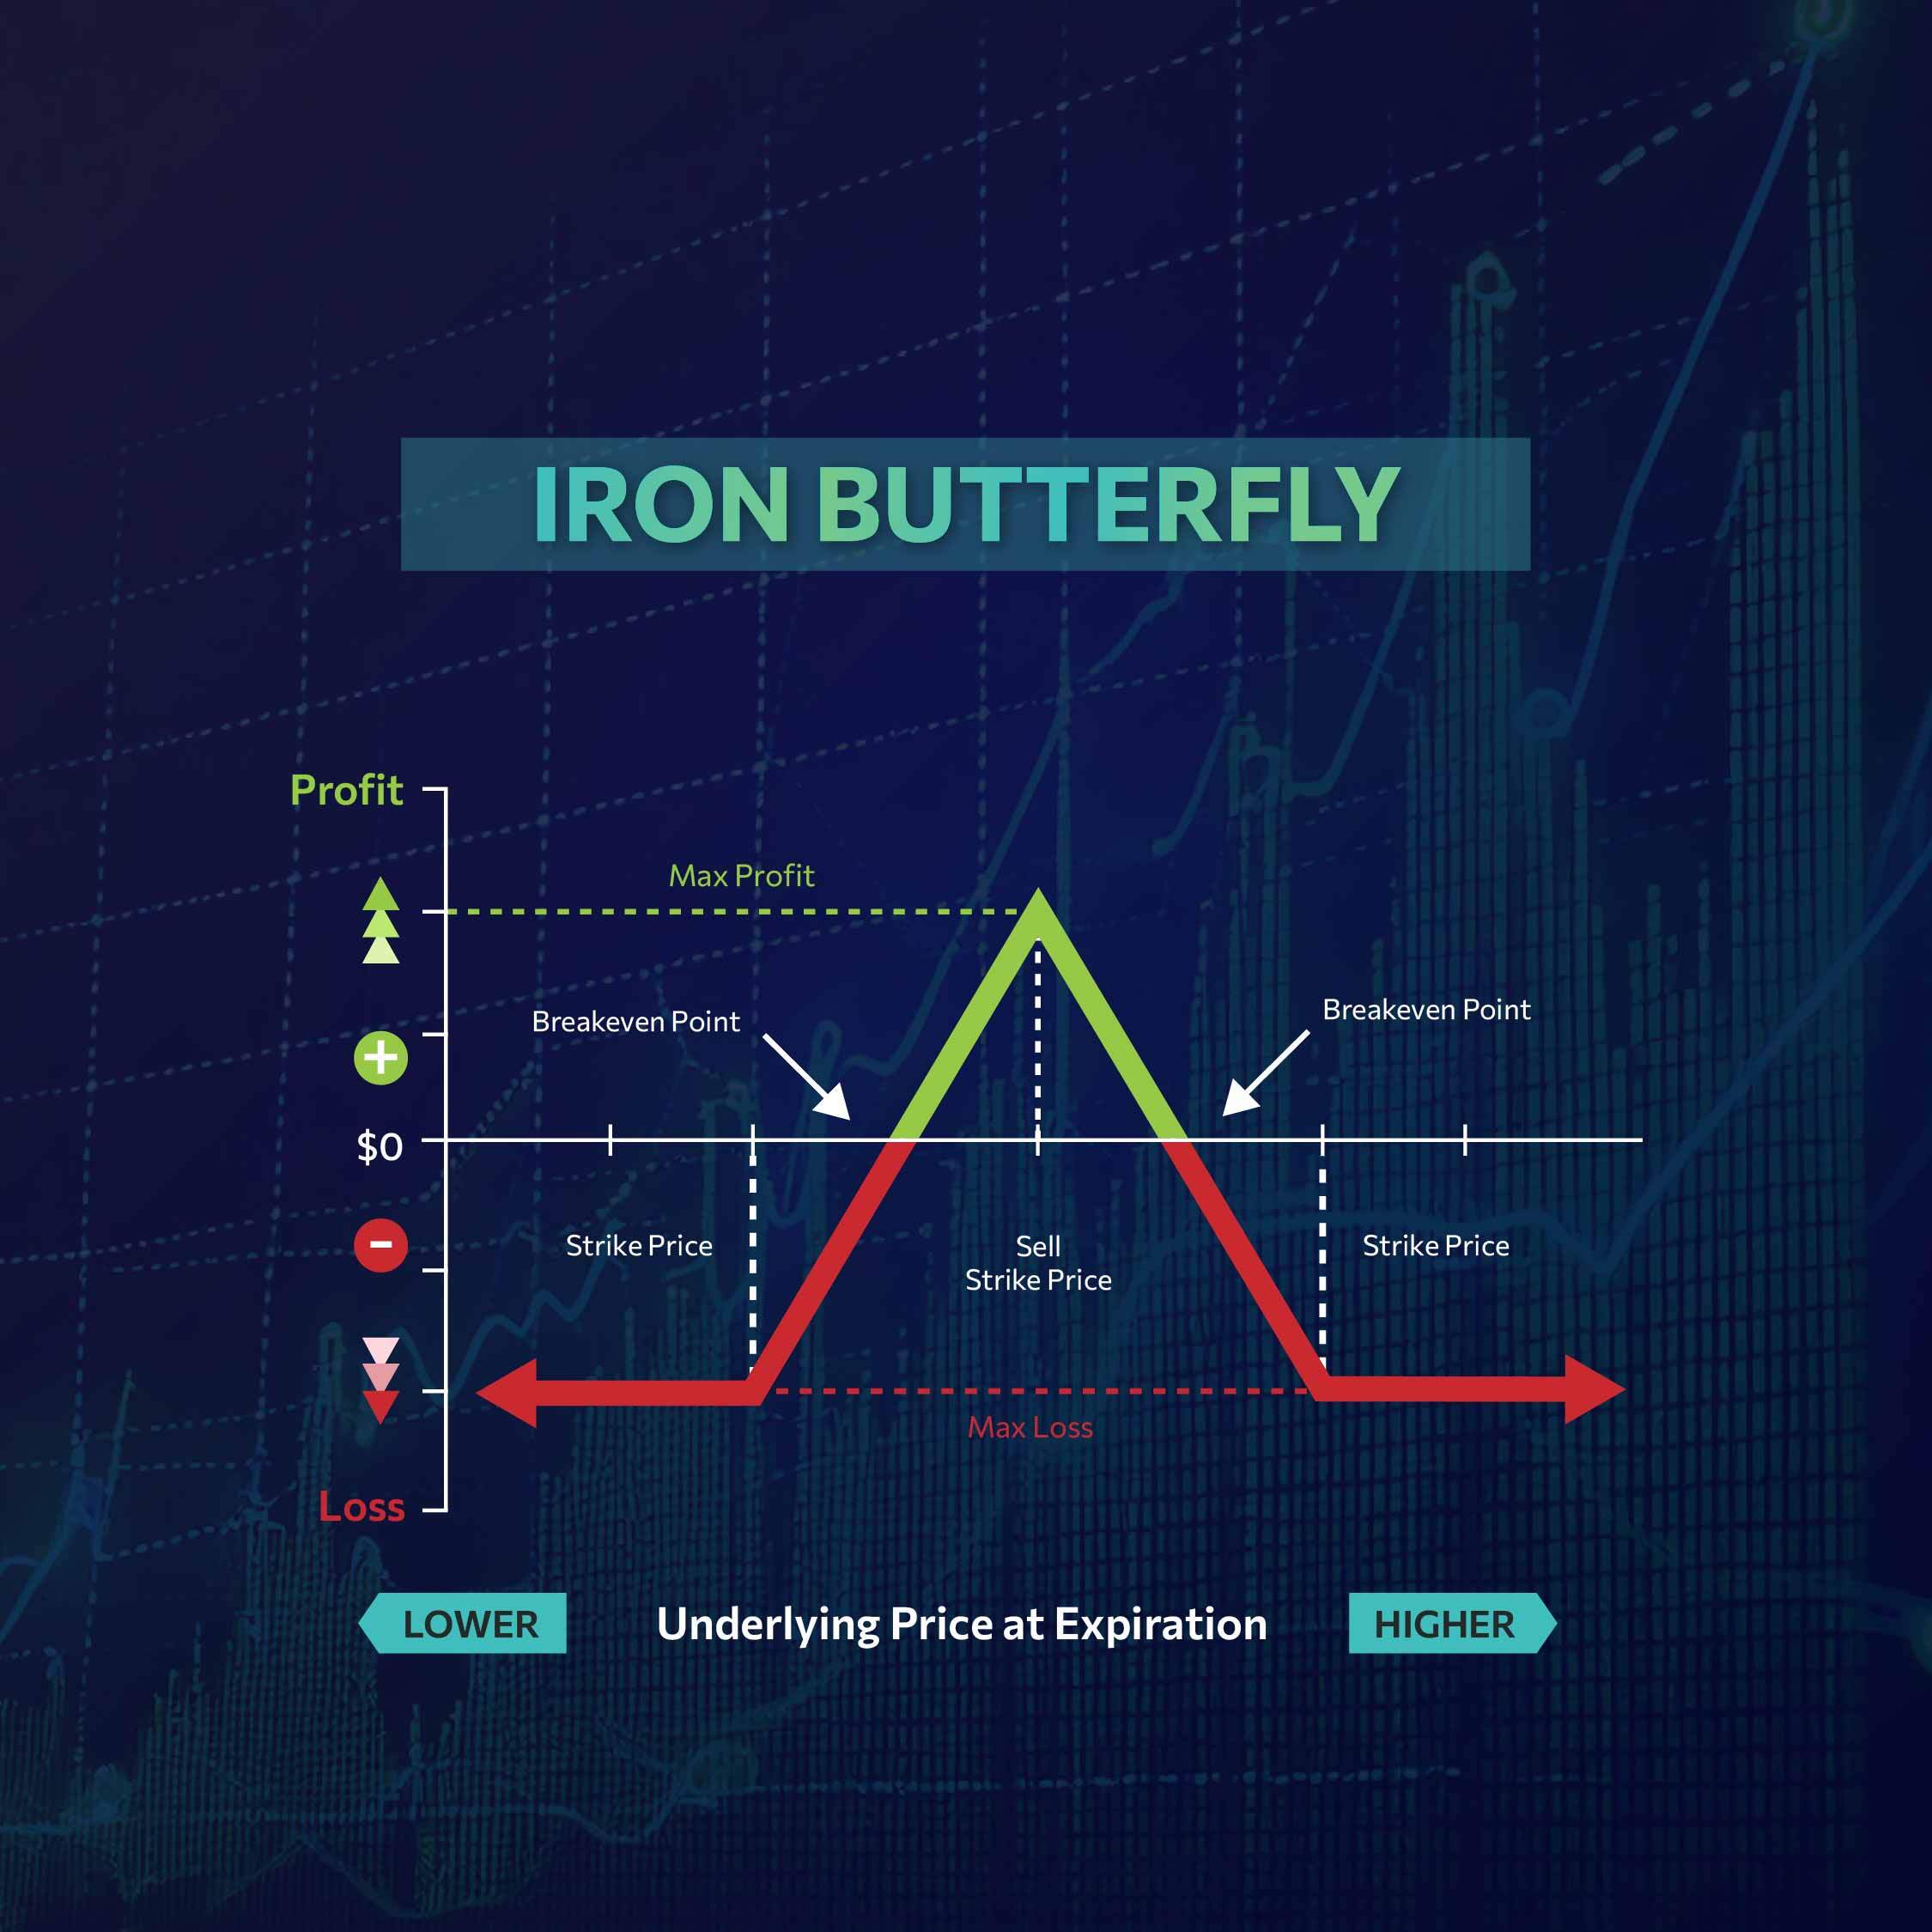 IRON BUTTERFLY
Profit
Max Profit
Breakeven Point
Breakeven Point
+
$0
-
Strike Price
Sell
Strike Price
Strike Price
Max Loss
Loss
LOWER
Underlying Price at Expiration
HIGHER